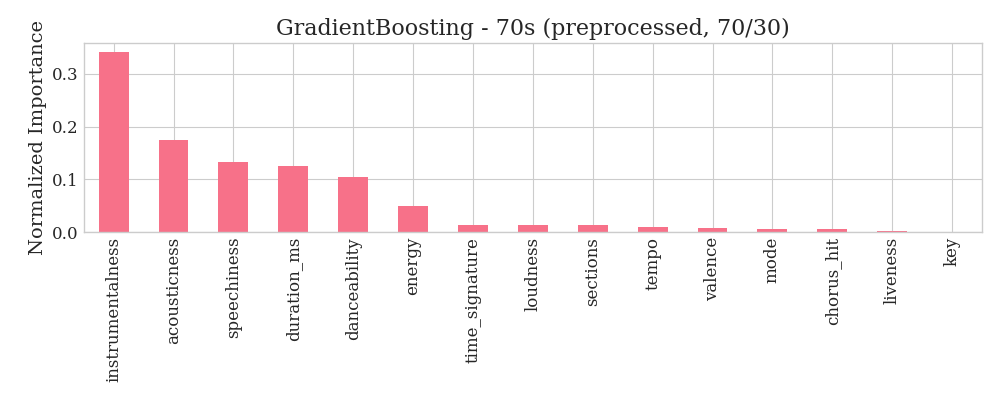 GradientBoosting - 70s (preprocessed, 70/30)
Normalized Importance
0.3
0.2
0.1
0.0
instrumentalness
acousticness
speechiness
duration_ms
danceability
energy
time_signature
loudness
sections
tempo
valence
mode
chorus_hit
liveness
key